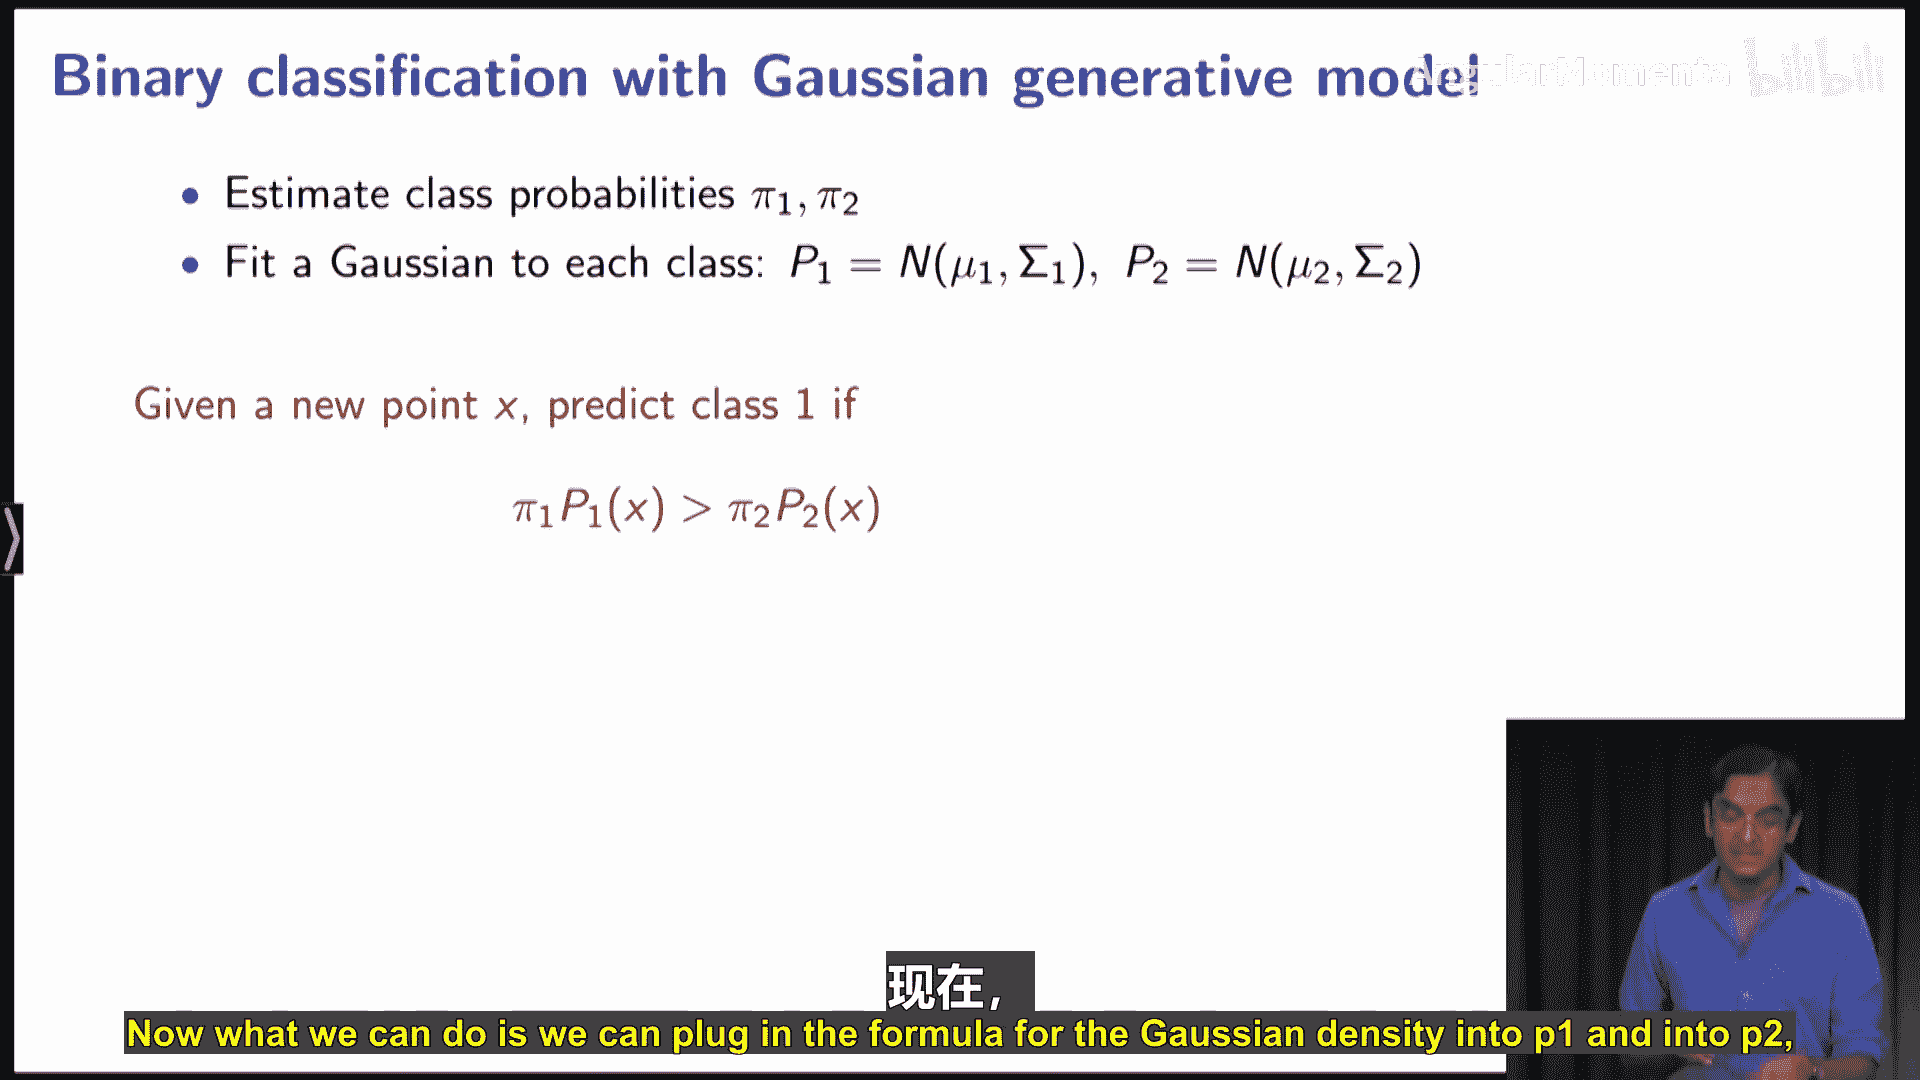 Binary classification with Gaussian generative model
AngularMomenta bilibili
• Estimate class probabilities π₁, π₂
• Fit a Gaussian to each class: P₁ = N(μ₁, Σ₁), P₂ = N(μ₂, Σ₂)
Given a new point x, predict class 1 if
π₁P₁(x) > π₂P₂(x)
现在，
Now what we can do is we can plug in the formula for the Gaussian density into p1 and into p2,